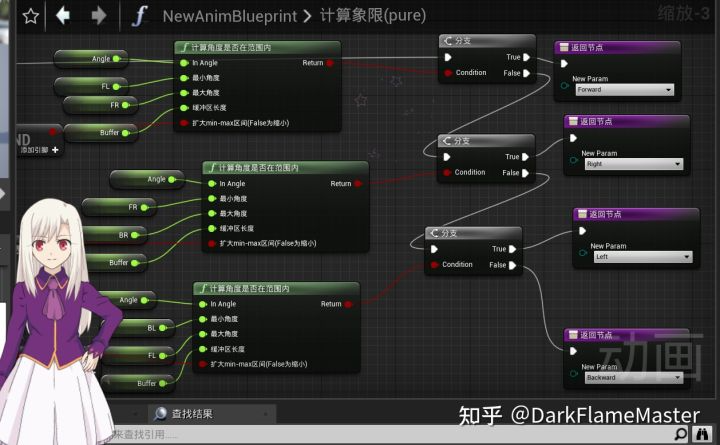 NewAnimBlueprint > 计算象限(pure)
缩放-3
计算角度是否在范围内
Angle
In Angle
Return
FL
最小角度
FR
最大角度
Buffer
缓冲区长度
扩大min-max区间(False为缩小)
ND
添加引脚 +
分支
True
Condition
False
返回节点
New Param
Forward
计算角度是否在范围内
Angle
In Angle
Return
FR
最小角度
BR
最大角度
Buffer
缓冲区长度
扩大min-max区间(False为缩小)
分支
True
Condition
False
返回节点
New Param
Right
计算角度是否在范围内
Angle
In Angle
Return
BL
最小角度
FL
最大角度
Buffer
缓冲区长度
扩大min-max区间(False为缩小)
分支
True
Condition
False
返回节点
New Param
Left
返回节点
New Param
Backward
动画
知乎 @DarkFlameMaster
查找结果
来查找引用......